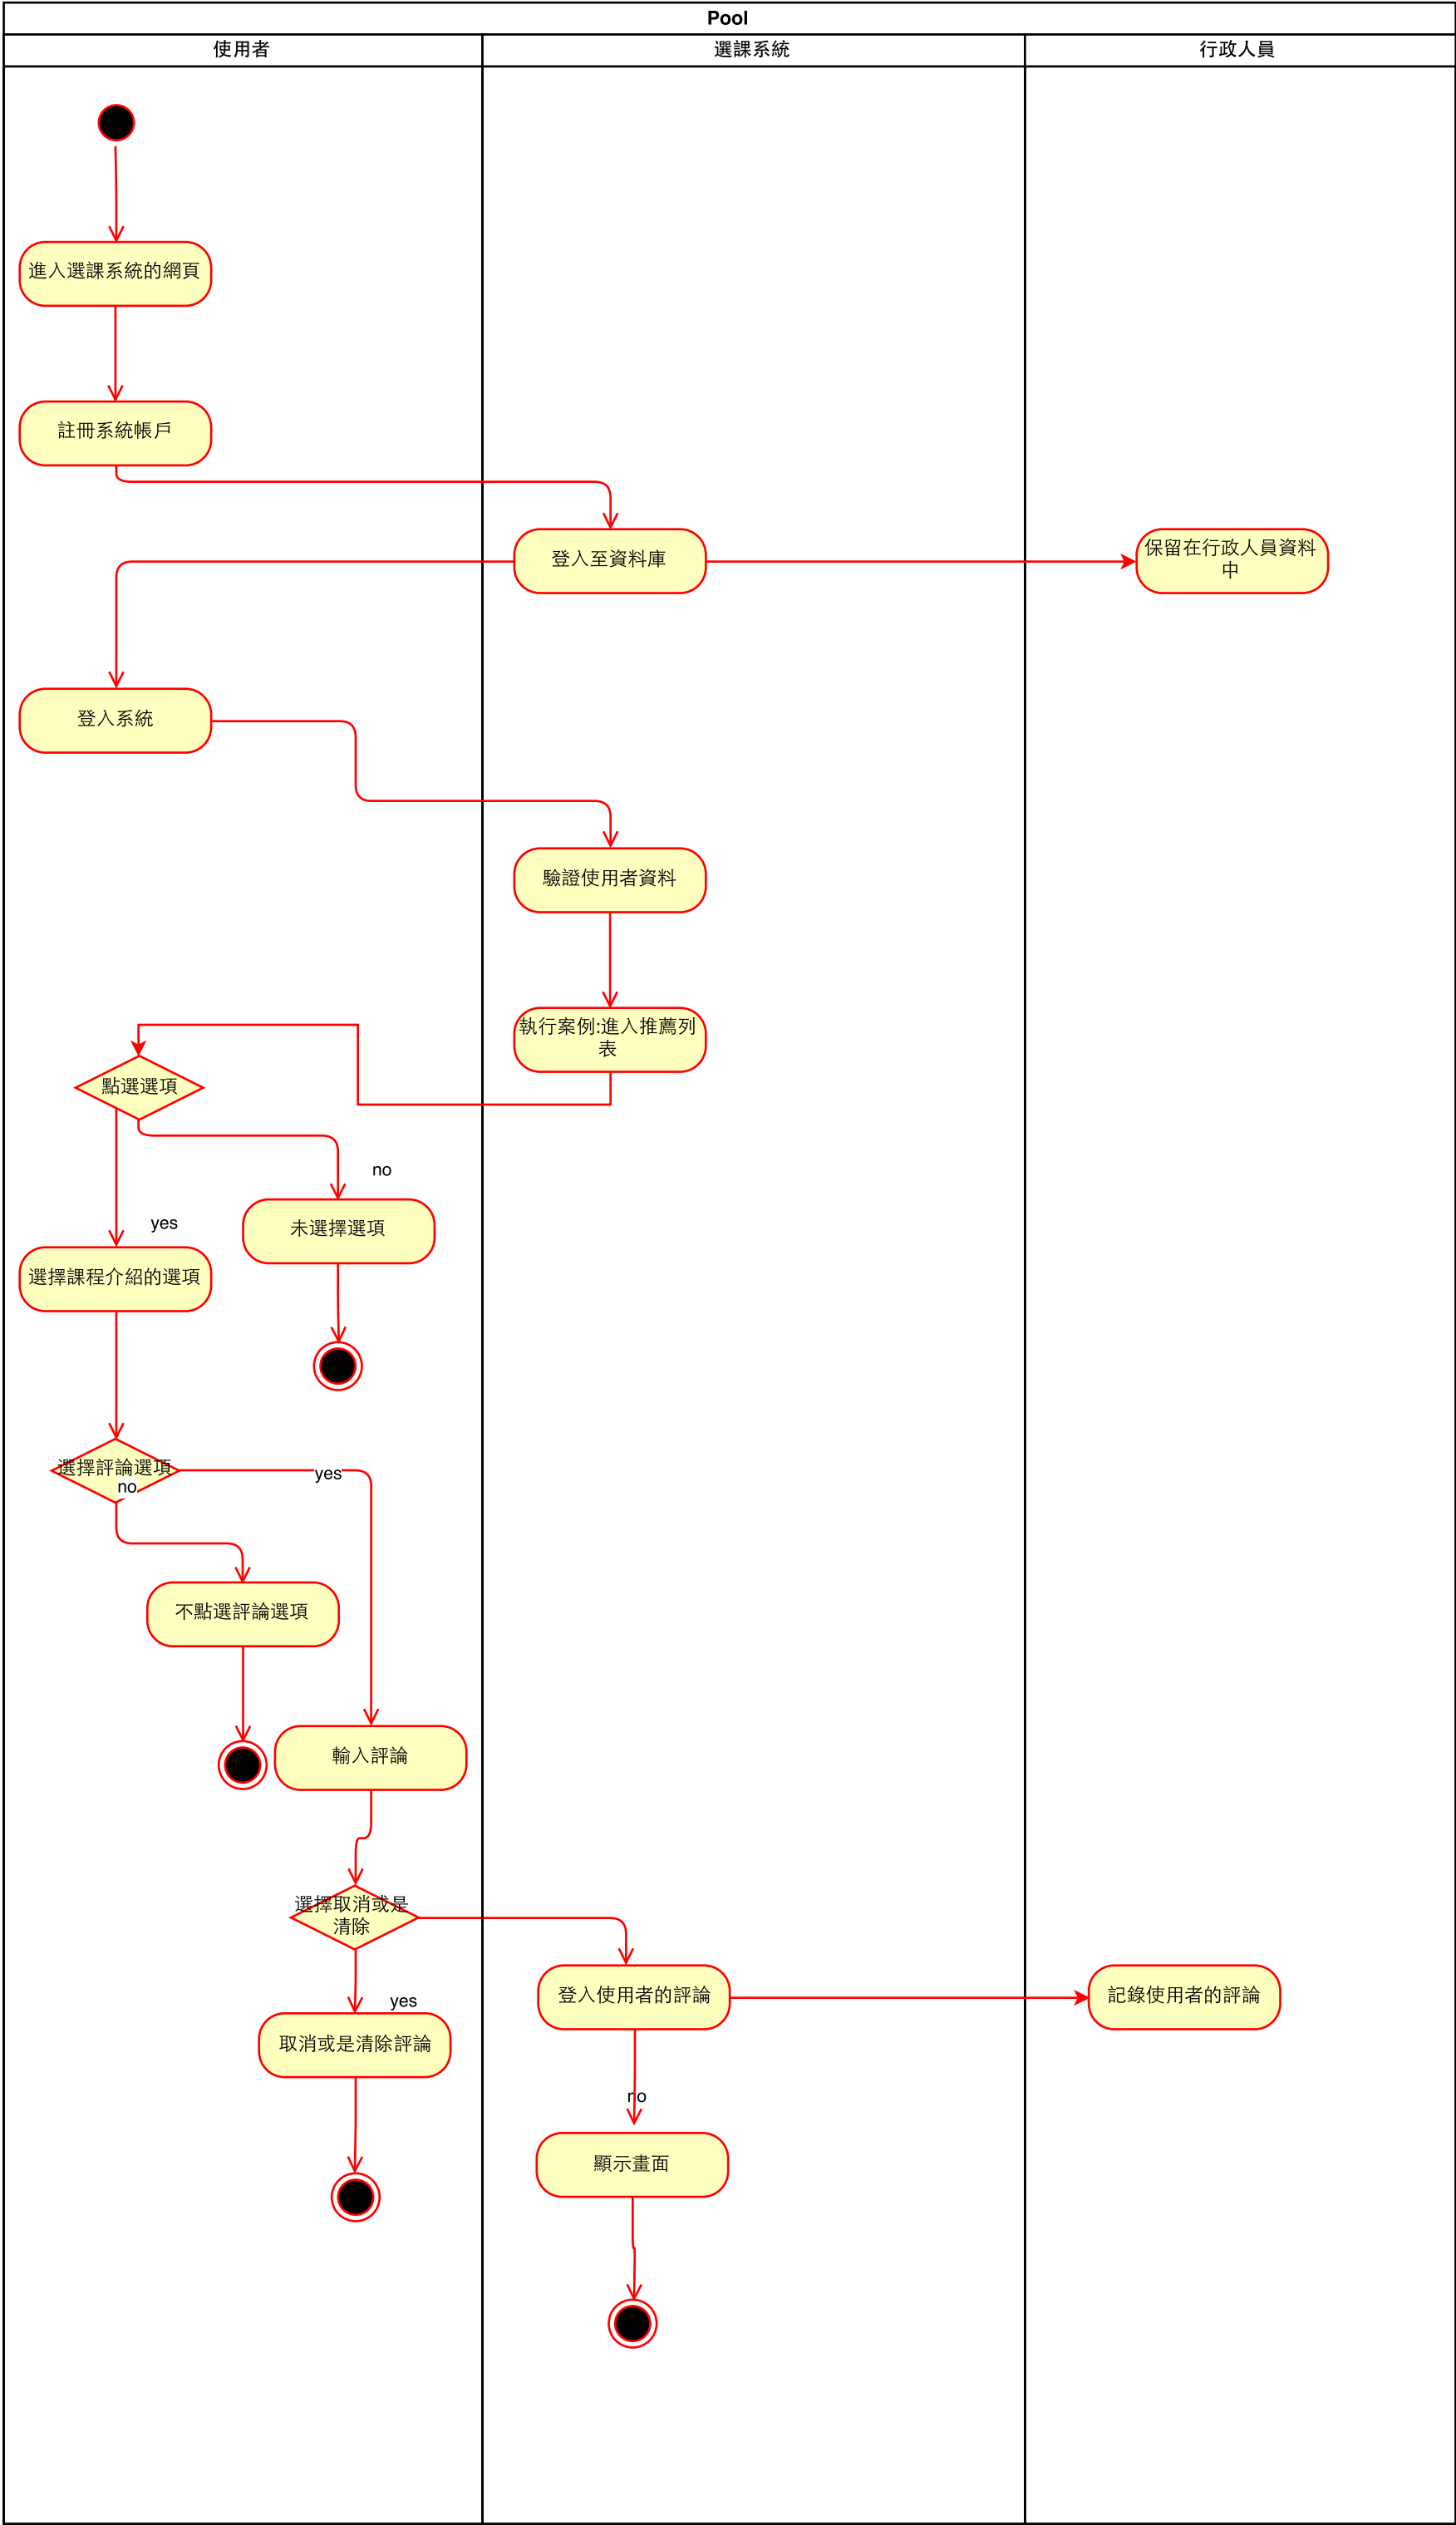 Pool
使用者
選課系統
行政人員
進入選課系統的網頁
註冊系統帳戶
登入至資料庫
保留在行政人員資料
中
登入系統
驗證使用者資料
執行案例:進入推薦列
表
點選選項
no
yes
未選擇選項
選擇課程介紹的選項
選擇評論選項
yes
no
不點選評論選項
輸入評論
選擇取消或是
清除
登入使用者的評論
記錄使用者的評論
yes
取消或是清除評論
no
顯示畫面